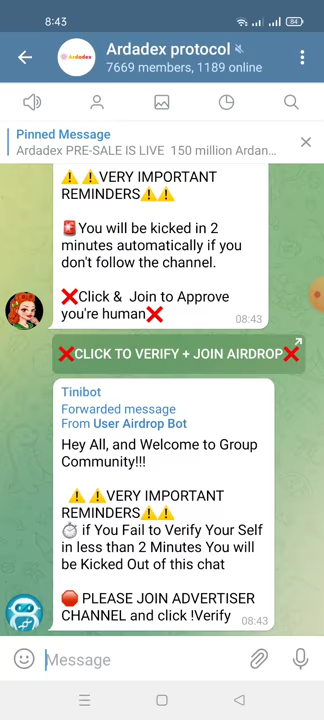 8:43
84
Ardadex
Ardadex protocol
7669 members, 1189 online
Pinned Message
Ardadex PRE-SALE IS LIVE 150 million Ardan...
⚠️⚠️VERY IMPORTANT
REMINDERS⚠️⚠️
🚨You will be kicked in 2
minutes automatically if you
don't follow the channel.
❌Click & Join to Approve
you're human❌
08:43
❌CLICK TO VERIFY + JOIN AIRDROP❌
Tinibot
Forwarded message
From User Airdrop Bot
Hey All, and Welcome to Group
Community!!!
⚠️⚠️VERY IMPORTANT
REMINDERS⚠️⚠️
⏱️ if You Fail to Verify Your Self
in less than 2 Minutes You will
be Kicked Out of this chat
🛑 PLEASE JOIN ADVERTISER
CHANNEL and click !Verify
08:43
Message